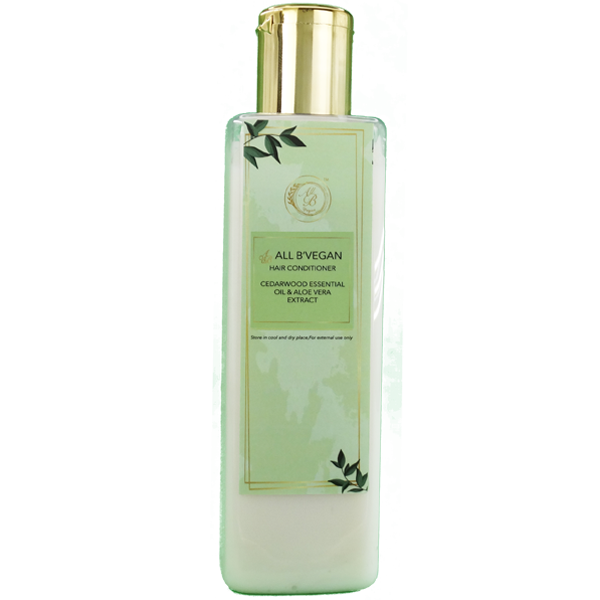 ALL B'VEGAN
HAIR CONDITIONER
CEDARWOOD ESSENTIAL
OIL & ALOE VERA
EXTRACT
Store in cool and dry place/for external use only